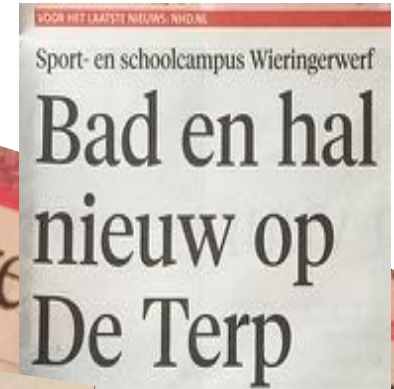 VOOR HET LAATSTE NIEUWS: NHD.NL
Sport- en schoolcampus Wieringerwerf
Bad en hal
nieuw op
De Terp